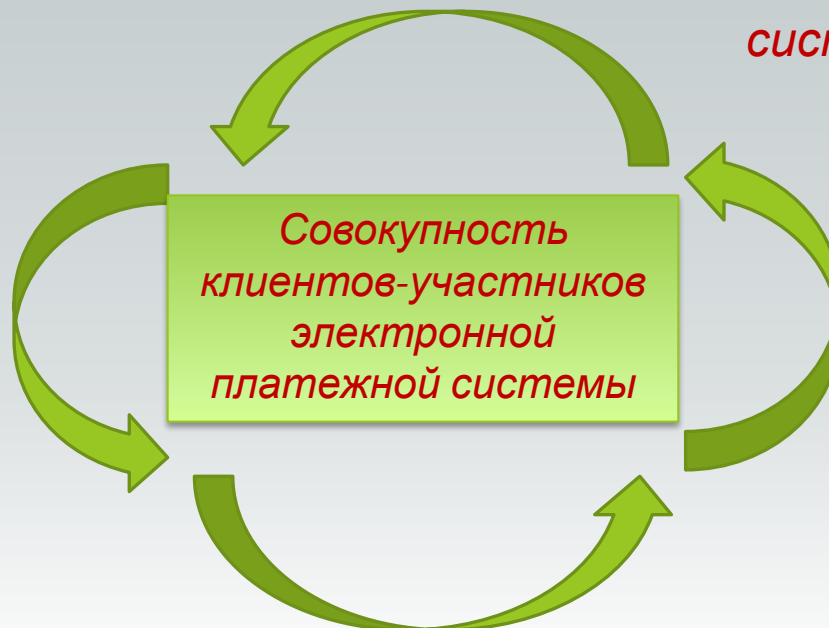 Совокупность
клиентов-участников
электронной
платежной системы